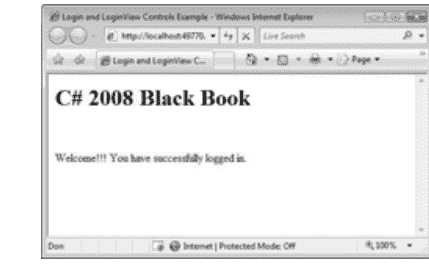 Login and LoginView Controls Example - Windows Internet Explorer
http://localhost:49770.
Live Search
Login and LoginView C...
Page
C# 2008 Black Book
Welcome!!! You have successfully logged in.
Don
Internet | Protected Mode: Off
100%